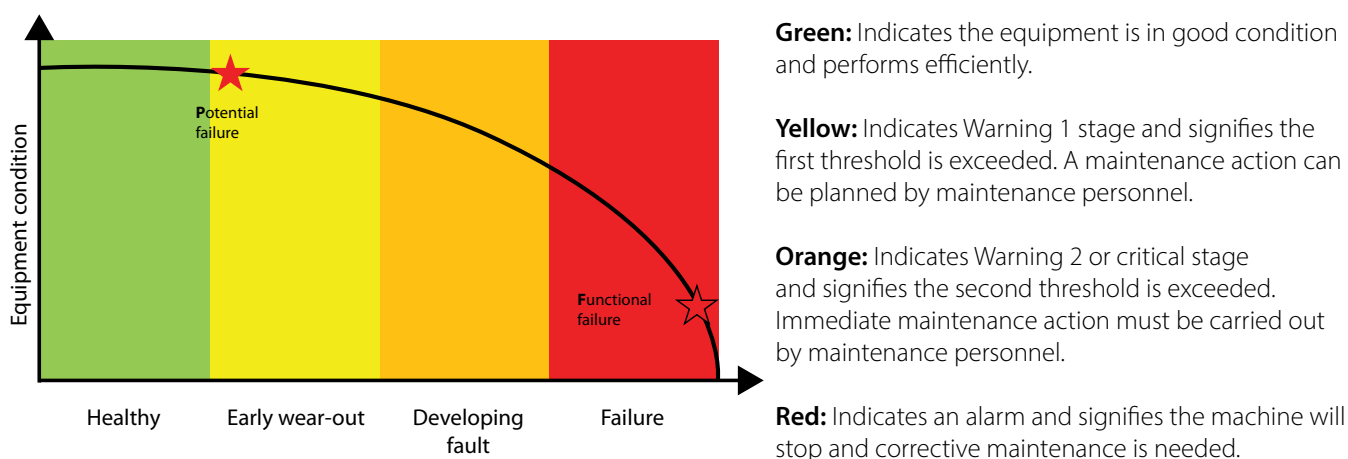 Equipment condition
Potential
failure
Functional
failure
Healthy
Early wear-out
Developing
fault
Failure
Green: Indicates the equipment is in good condition
and performs efficiently.
Yellow: Indicates Warning 1 stage and signifies the
first threshold is exceeded. A maintenance action can
be planned by maintenance personnel.
Orange: Indicates Warning 2 or critical stage
and signifies the second threshold is exceeded.
Immediate maintenance action must be carried out
by maintenance personnel.
Red: Indicates an alarm and signifies the machine will
stop and corrective maintenance is needed.